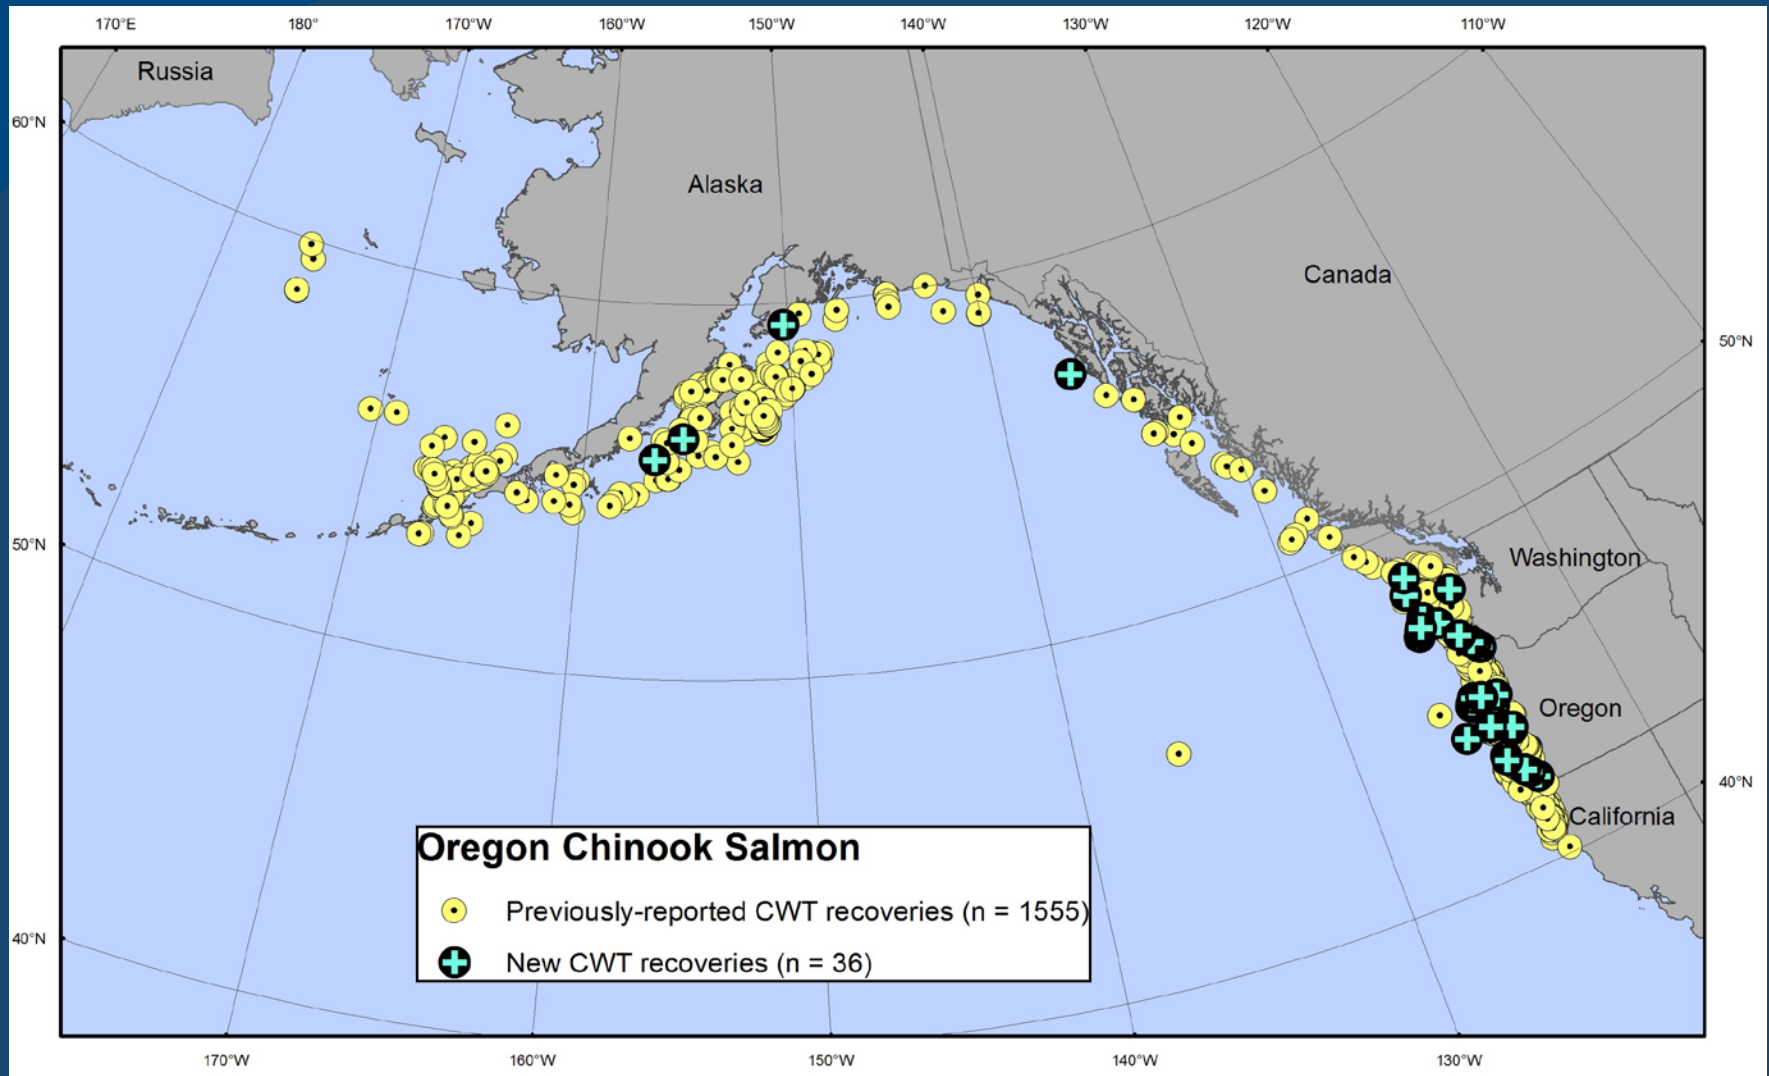 170°E 180° 170°W 160°W 150°W 140°W 130°W 120°W 110°W
Russia
60°N
Alaska
Canada
50°N
50°N
Washington
Oregon
40°N
California
Oregon Chinook Salmon
Previously-reported CWT recoveries (n = 1555)
40°N
New CWT recoveries (n = 36)
170°W 160°W 150°W 140°W 130°W